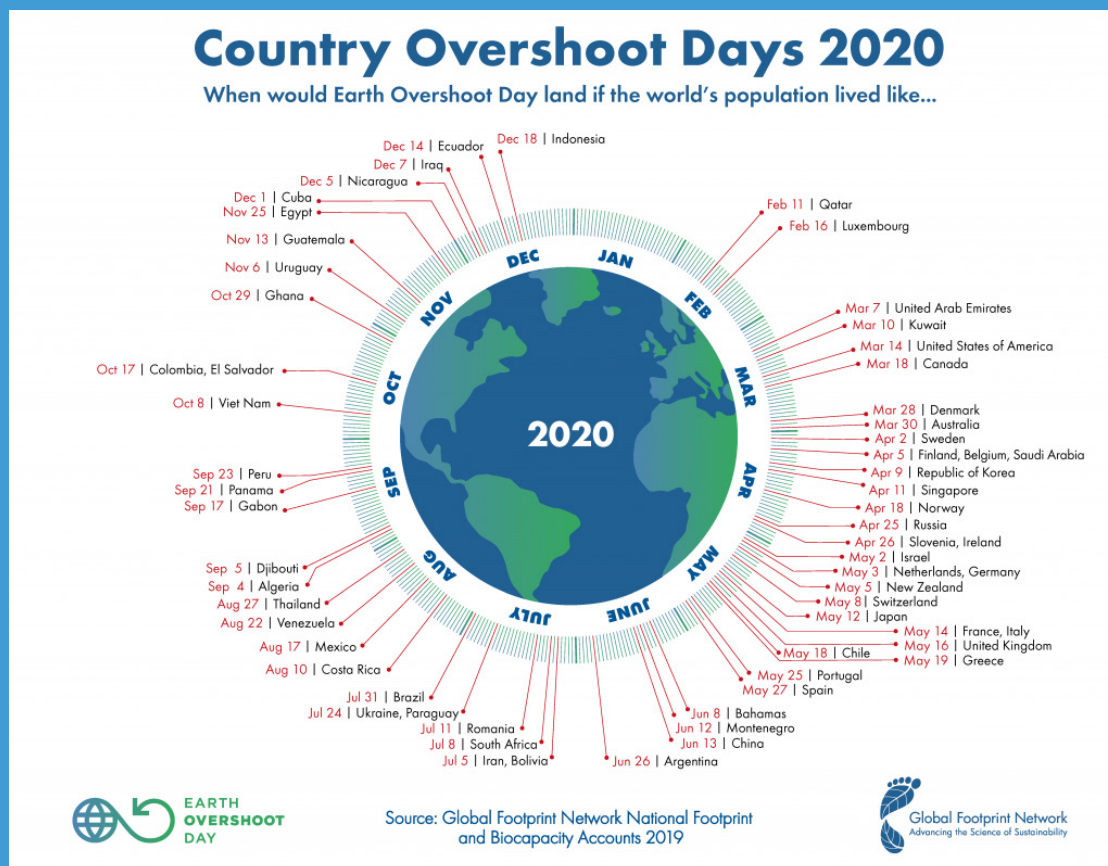 Country Overshoot Days 2020
When would Earth Overshoot Day land if the world's population lived like...
Dec 18 | Indonesia
Dec 14 | Ecuador
Dec 7 | Iraq
Dec 5 | Nicaragua
Dec 1 | Cuba
Nov 25 | Egypt
Nov 13 | Guatemala
Nov 6 | Uruguay
Oct 29 | Ghana
Oct 17 | Colombia, El Salvador
Oct 8 | Viet Nam
Sep 23 | Peru
Sep 21 | Panama
Sep 17 | Gabon
Sep 5 | Djibouti
Sep 4 | Algeria
Aug 27 | Thailand
Aug 22 | Venezuela
Aug 17 | Mexico
Aug 10 | Costa Rica
Jul 31 | Brazil
Jul 24 | Ukraine, Paraguay
Jul 11 | Romania
Jul 8 | South Africa
Jul 5 | Iran, Bolivia
Feb 11 | Qatar
Feb 16 | Luxembourg
Mar 7 | United Arab Emirates
Mar 10 | Kuwait
Mar 14 | United States of America
Mar 18 | Canada
Mar 28 | Denmark
Mar 30 | Australia
Apr 2 | Sweden
Apr 5 | Finland, Belgium, Saudi Arabia
Apr 9 | Republic of Korea
Apr 11 | Singapore
Apr 18 | Norway
Apr 25 | Russia
Apr 26 | Slovenia, Ireland
May 2 | Israel
May 3 | Netherlands, Germany
May 5 | New Zealand
May 8| Switzerland
May 12 | Japan
May 14 | France, Italy
May 16 | United Kingdom
May 18 | Chile
May 19 | Greece
May 25 | Portugal
May 27 | Spain
Jun 8 | Bahamas
Jun 12 | Montenegro
Jun 13 | China
Jun 26 | Argentina
JAN
FEB
MAR
APR
MAY
JUNE
JULY
AUG
SEP
OCT
NOV
DEC
2020
EARTH
OVERSHOOT
DAY
Source: Global Footprint Network National Footprint
and Biocapacity Accounts 2019
Global Footprint Network
Advancing the Science of Sustainability